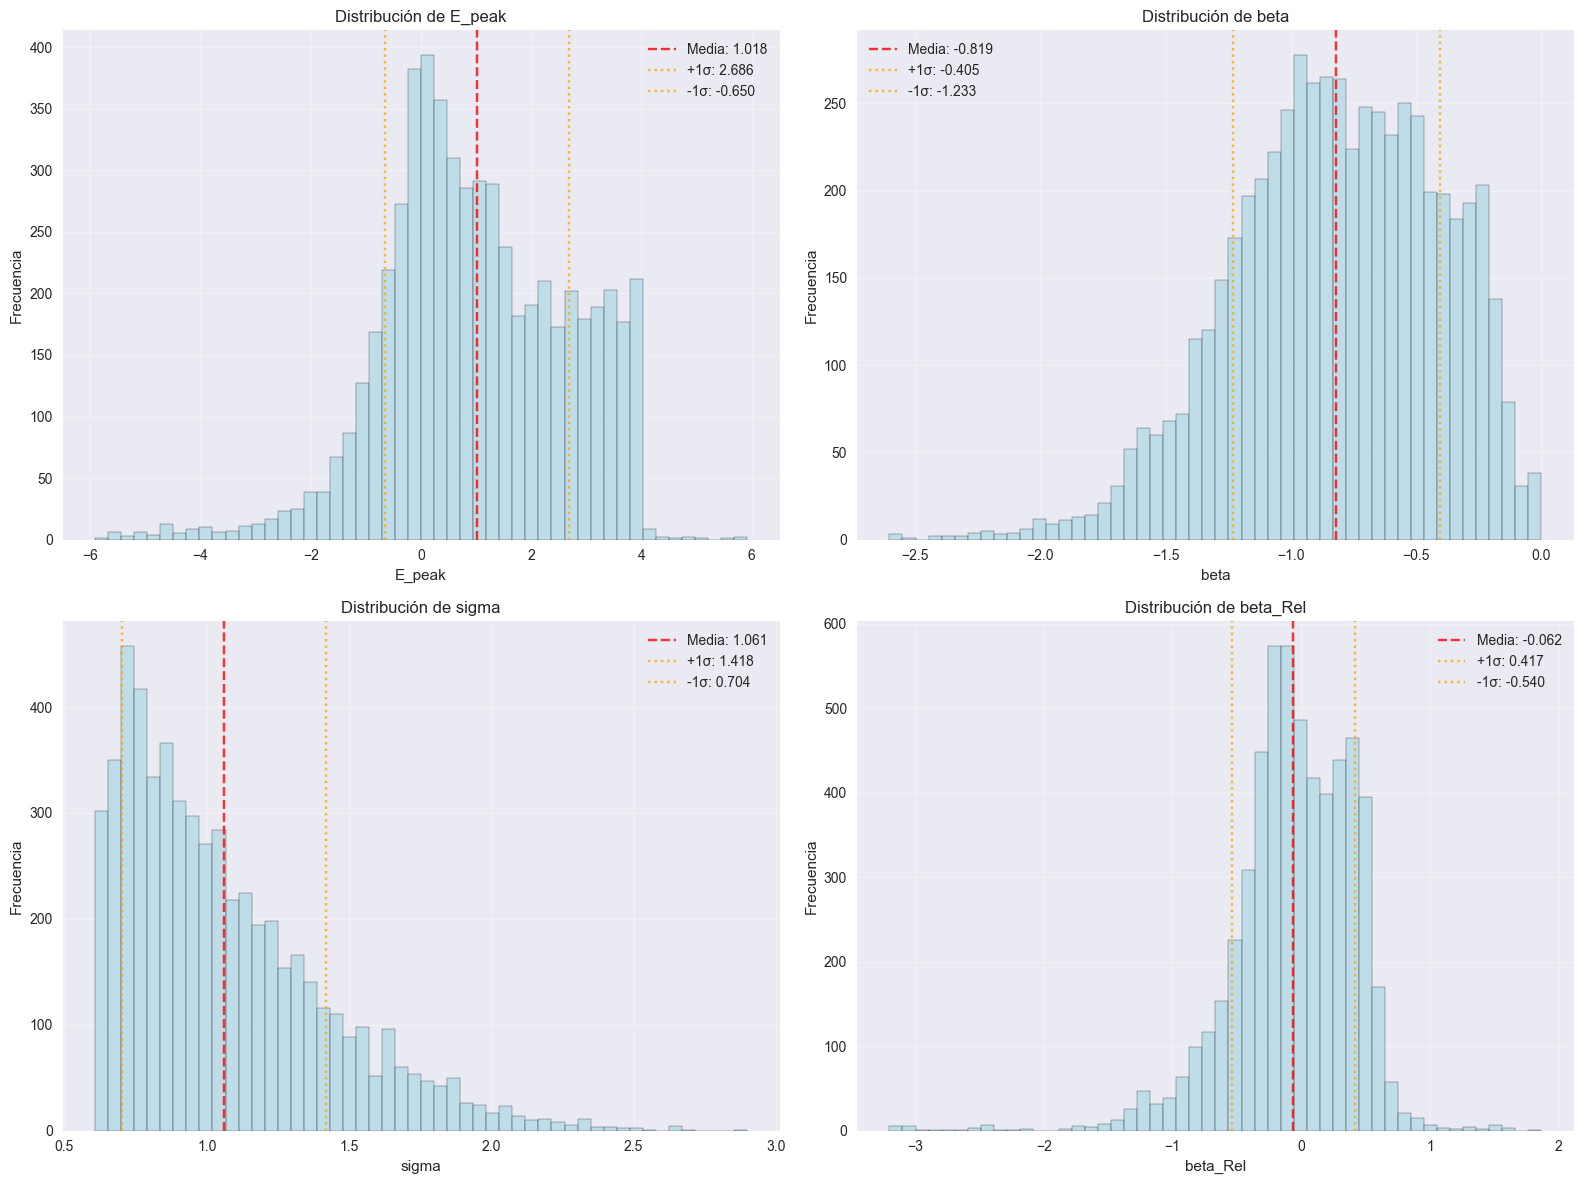 Distribución de E_peak
Media: 1.018
+1σ: 2.686
-1σ: -0.650
400
350
300
250
200
150
100
50
0
Frecuencia
−6
−4
−2
0
2
4
6
E_peak
Distribución de beta
Media: -0.819
+1σ: -0.405
-1σ: -1.233
250
200
150
100
50
0
Frecuencia
−2.5
−2.0
−1.5
−1.0
−0.5
0.0
beta
Distribución de sigma
Media: 1.061
+1σ: 1.418
-1σ: 0.704
400
300
200
100
0
Frecuencia
0.5
1.0
1.5
2.0
2.5
3.0
sigma
Distribución de beta_Rel
Media: -0.062
+1σ: 0.417
-1σ: -0.540
600
500
400
300
200
100
0
Frecuencia
−3
−2
−1
0
1
2
beta_Rel